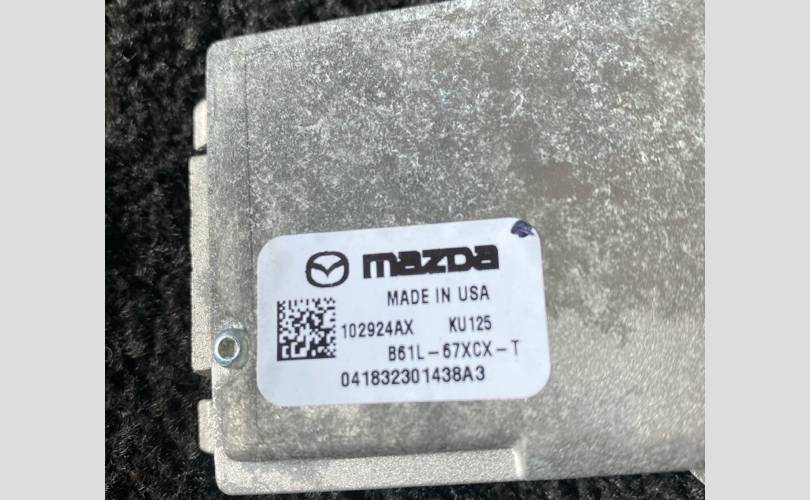 mazda
MADE IN USA
102924AX KU125
B61L-67XCX-T
041832301438A3